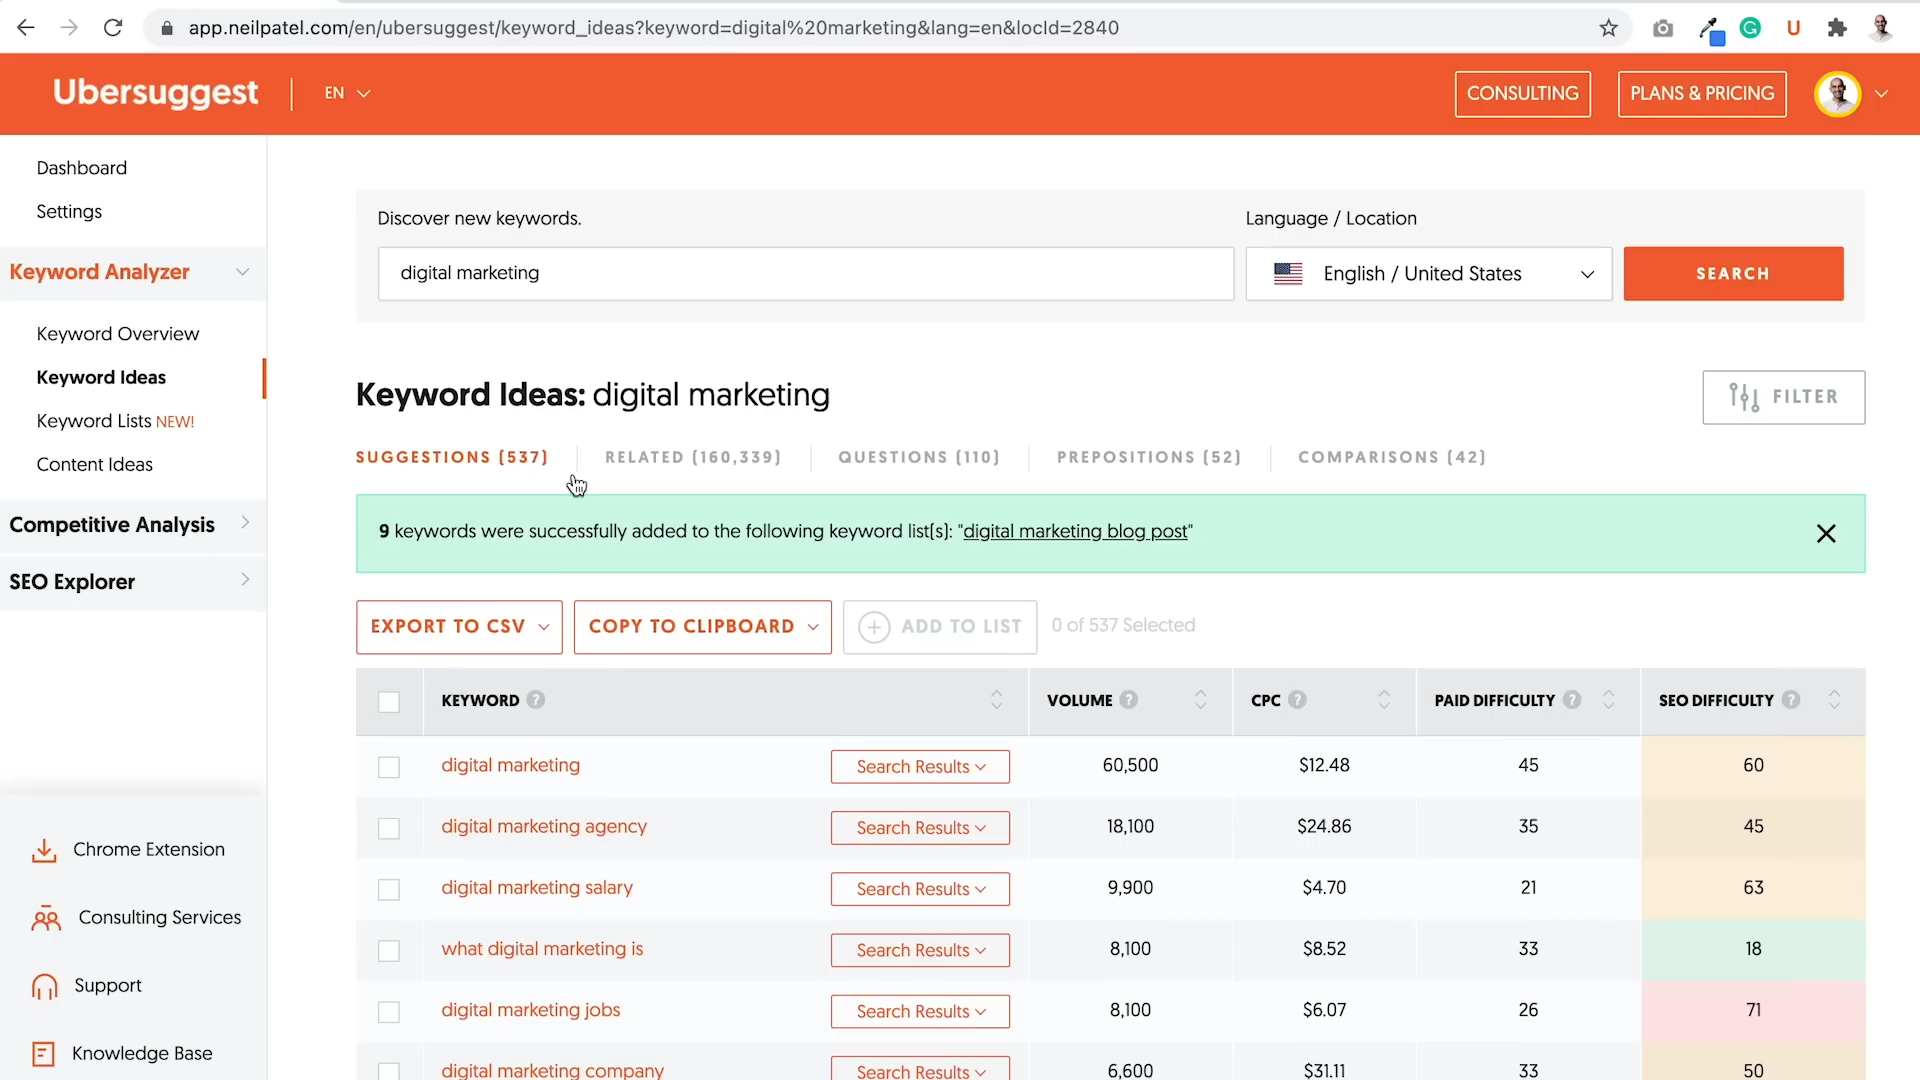 app.neilpatel.com/en/ubersuggest/keyword_ideas?keyword=digital%20marketing&lang=en&locId=2840
Ubersuggest
EN
CONSULTING
PLANS & PRICING
Dashboard
Settings
Keyword Analyzer
Keyword Overview
Keyword Ideas
Keyword Lists NEW!
Content Ideas
Competitive Analysis
SEO Explorer
Chrome Extension
Consulting Services
Support
Knowledge Base
Discover new keywords.
Language / Location
digital marketing
English / United States
SEARCH
Keyword Ideas: digital marketing
FILTER
SUGGESTIONS (537)
RELATED (160,339)
QUESTIONS (110)
PREPOSITIONS (52)
COMPARISONS (42)
9 keywords were successfully added to the following keyword list(s): "digital marketing blog post"
EXPORT TO CSV
COPY TO CLIPBOARD
ADD TO LIST
0 of 537 Selected
KEYWORD ? VOLUME ? CPC ? PAID DIFFICULTY ? SEO DIFFICULTY ?
digital marketing Search Results 60,500 $12.48 45 60
digital marketing agency Search Results 18,100 $24.86 35 45
digital marketing salary Search Results 9,900 $4.70 21 63
what digital marketing is Search Results 8,100 $8.52 33 18
digital marketing jobs Search Results 8,100 $6.07 26 71
digital marketing company Search Results 6,600 $31.11 33 50